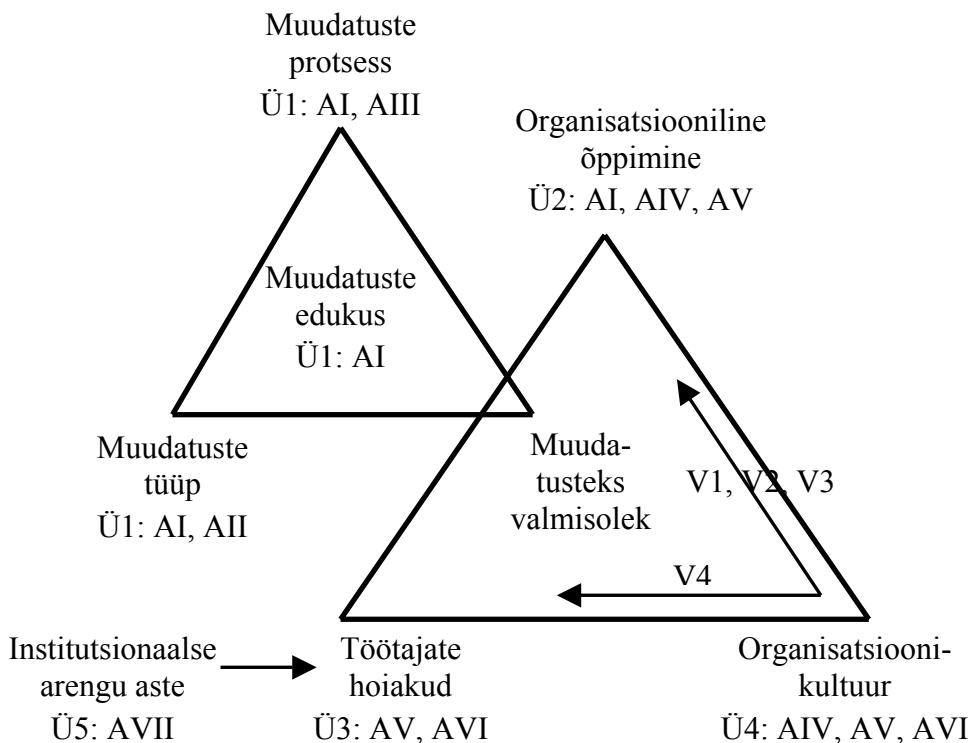 Muudatuste
protsess
Ü1: AI, AIII
Organisatsiooniline
õppimine
Ü2: AI, AIV, AV
Muudatuste
edukus
Ü1: AI
Muudatuste
tüüp
Ü1: AI, AII
Muuda-
tusteks
valmisolek
V1, V2, V3
V4
Institutsionaalse
arengu aste
Ü5: AVII
Töötajate
hoiakud
Ü3: AV, AVI
Organisatsiooni-
kultuur
Ü4: AIV, AV, AVI